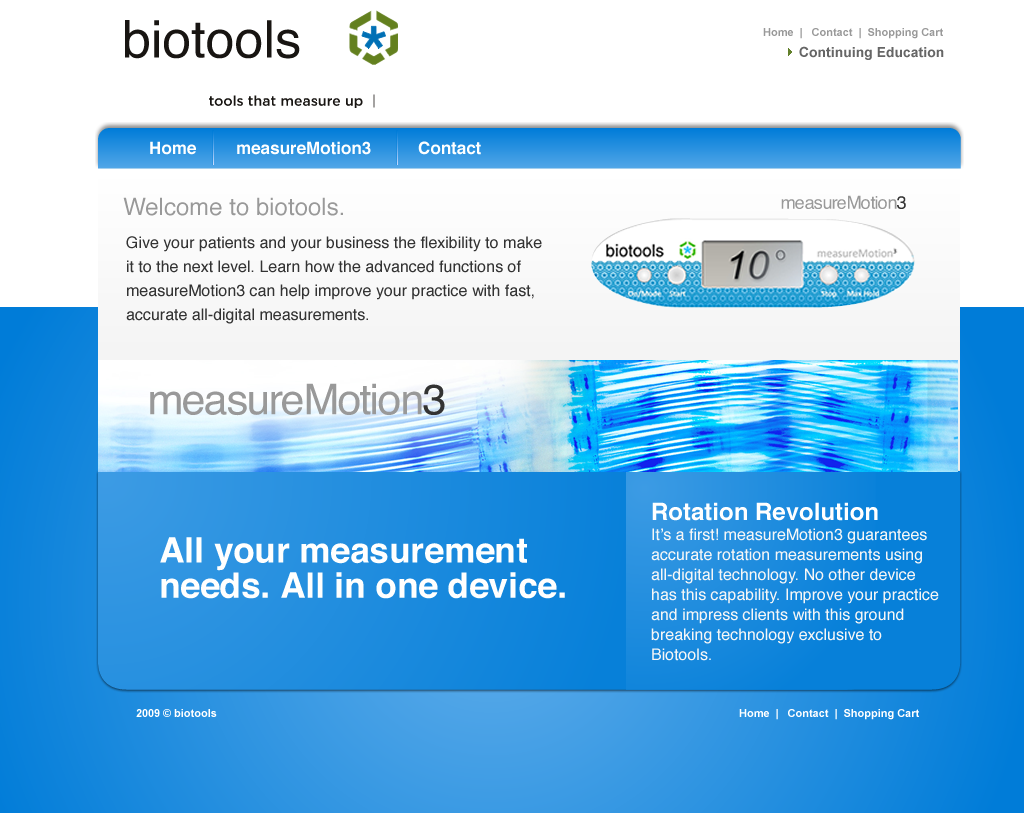 biotools
Home | Contact | Shopping Cart
Continuing Education
tools that measure up |
Home
measureMotion3
Contact
Welcome to biotools.
measureMotion3
Give your patients and your business the flexibility to make
it to the next level. Learn how the advanced functions of
measureMotion3 can help improve your practice with fast,
accurate all-digital measurements.
biotools
10°
measureMotion³
On/Mode
Start
Stop
Max Hold
measureMotion3
All your measurement
needs. All in one device.
Rotation Revolution
It's a first! measureMotion3 guarantees
accurate rotation measurements using
all-digital technology. No other device
has this capability. Improve your practice
and impress clients with this ground
breaking technology exclusive to
Biotools.
2009 © biotools
Home | Contact | Shopping Cart